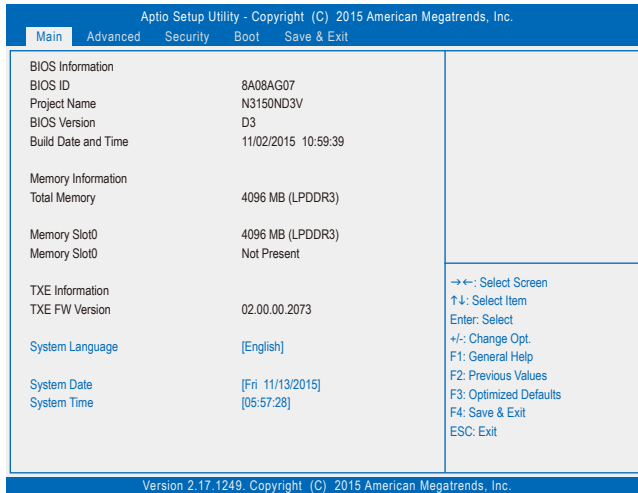 Aptio Setup Utility - Copyright (C) 2015 American Megatrends, Inc.
Main Advanced Security Boot Save & Exit
BIOS Information
BIOS ID 8A08AG07
Project Name N3150ND3V
BIOS Version D3
Build Date and Time 11/02/2015 10:59:39
Memory Information
Total Memory 4096 MB (LPDDR3)
Memory Slot0 4096 MB (LPDDR3)
Memory Slot0 Not Present
TXE Information
TXE FW Version 02.00.00.2073
System Language [English]
System Date [Fri 11/13/2015]
System Time [05:57:28]
→←: Select Screen
↑↓: Select Item
Enter: Select
+/-: Change Opt.
F1: General Help
F2: Previous Values
F3: Optimized Defaults
F4: Save & Exit
ESC: Exit
Version 2.17.1249. Copyright (C) 2015 American Megatrends, Inc.